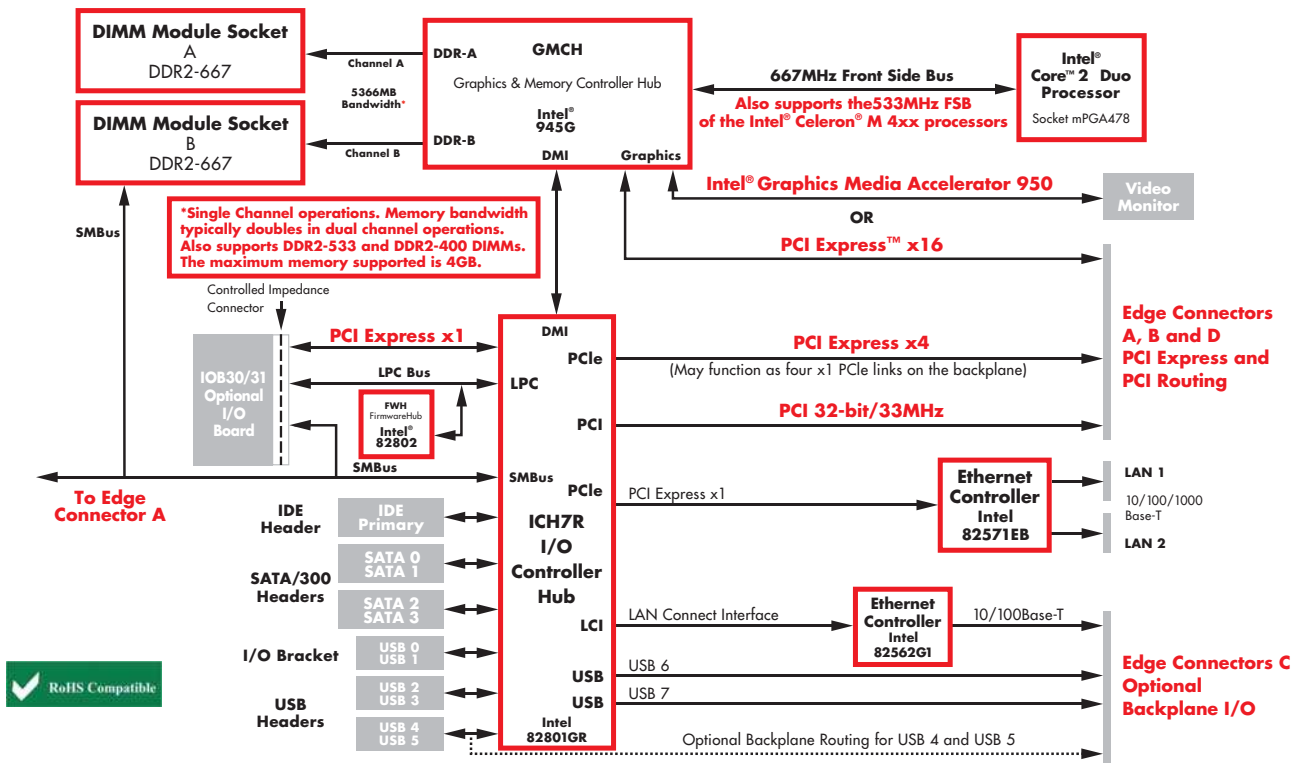 DIMM Module Socket
A
DDR2-667
Channel A
5366MB
Bandwidth*
DIMM Module Socket
B
DDR2-667
Channel B
DDR-A
GMCH
Graphics & Memory Controller Hub
Intel®
945G
DDR-B
DMI
Graphics
667MHz Front Side Bus
Also supports the533MHz FSB
of the Intel® Celeron® M 4xx processors
Intel®
Core™ 2 Duo
Processor
Socket mPGA478
Intel® Graphics Media Accelerator 950
OR
PCI Express™ x16
Video
Monitor
SMBus
*Single Channel operations. Memory bandwidth
typically doubles in dual channel operations.
Also supports DDR2-533 and DDR2-400 DIMMs.
The maximum memory supported is 4GB.
Controlled Impedance
Connector
IOB30/31
Optional
I/O
Board
PCI Express x1
LPC Bus
FWH
FirmwareHub
Intel®
82802
SMBus
To Edge
Connector A
DMI
PCIe
LPC
PCI
SMBus
PCIe
ICH7R
I/O
Controller
Hub
LCI
USB
USB
Intel
82801GR
PCI Express x4
(May function as four x1 PCIe links on the backplane)
PCI 32-bit/33MHz
Edge Connectors
A, B and D
PCI Express and
PCI Routing
PCI Express x1
Ethernet
Controller
Intel
82571EB
LAN 1
10/100/1000
Base-T
LAN 2
IDE
Header
IDE
Primary
SATA/300
Headers
SATA 0
SATA 1
SATA 2
SATA 3
I/O Bracket
USB 0
USB 1
USB
Headers
USB 2
USB 3
USB 4
USB 5
LAN Connect Interface
Ethernet
Controller
Intel
82562G1
10/100Base-T
USB 6
USB 7
Optional Backplane Routing for USB 4 and USB 5
Edge Connectors C
Optional
Backplane I/O
RoHS Compatible